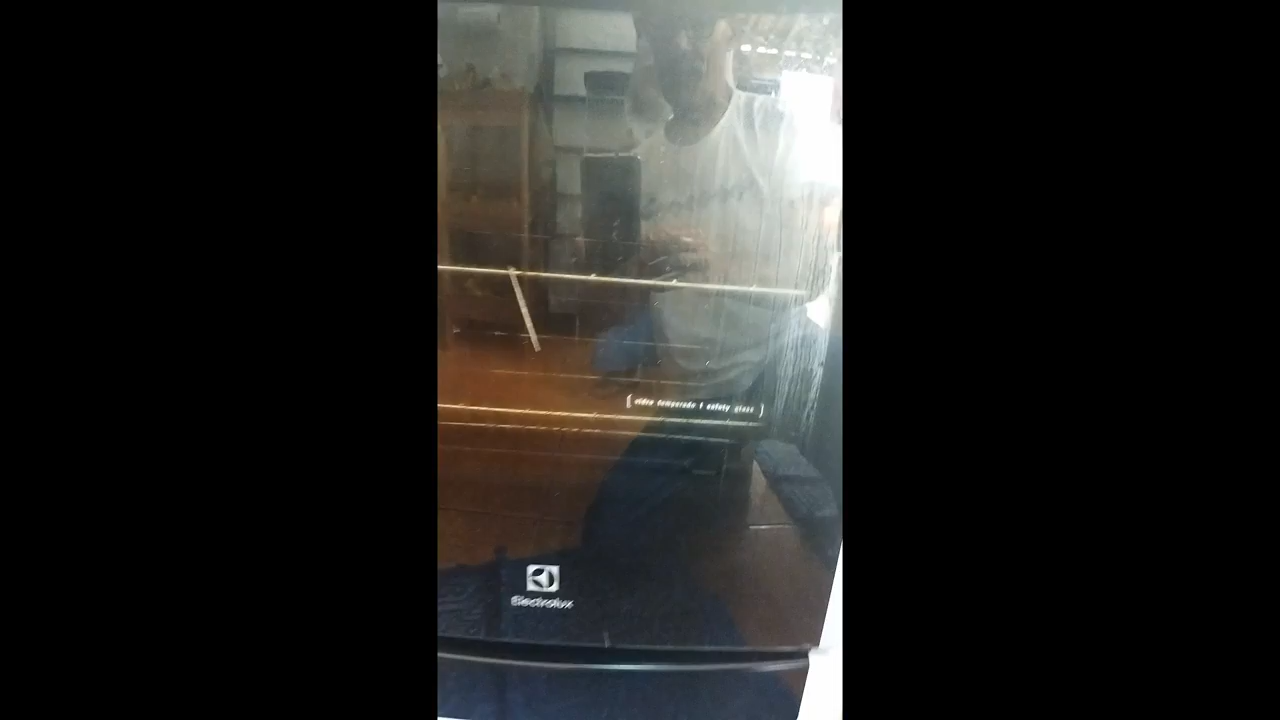 [ vidro temperado | safety glass ]
Electrolux